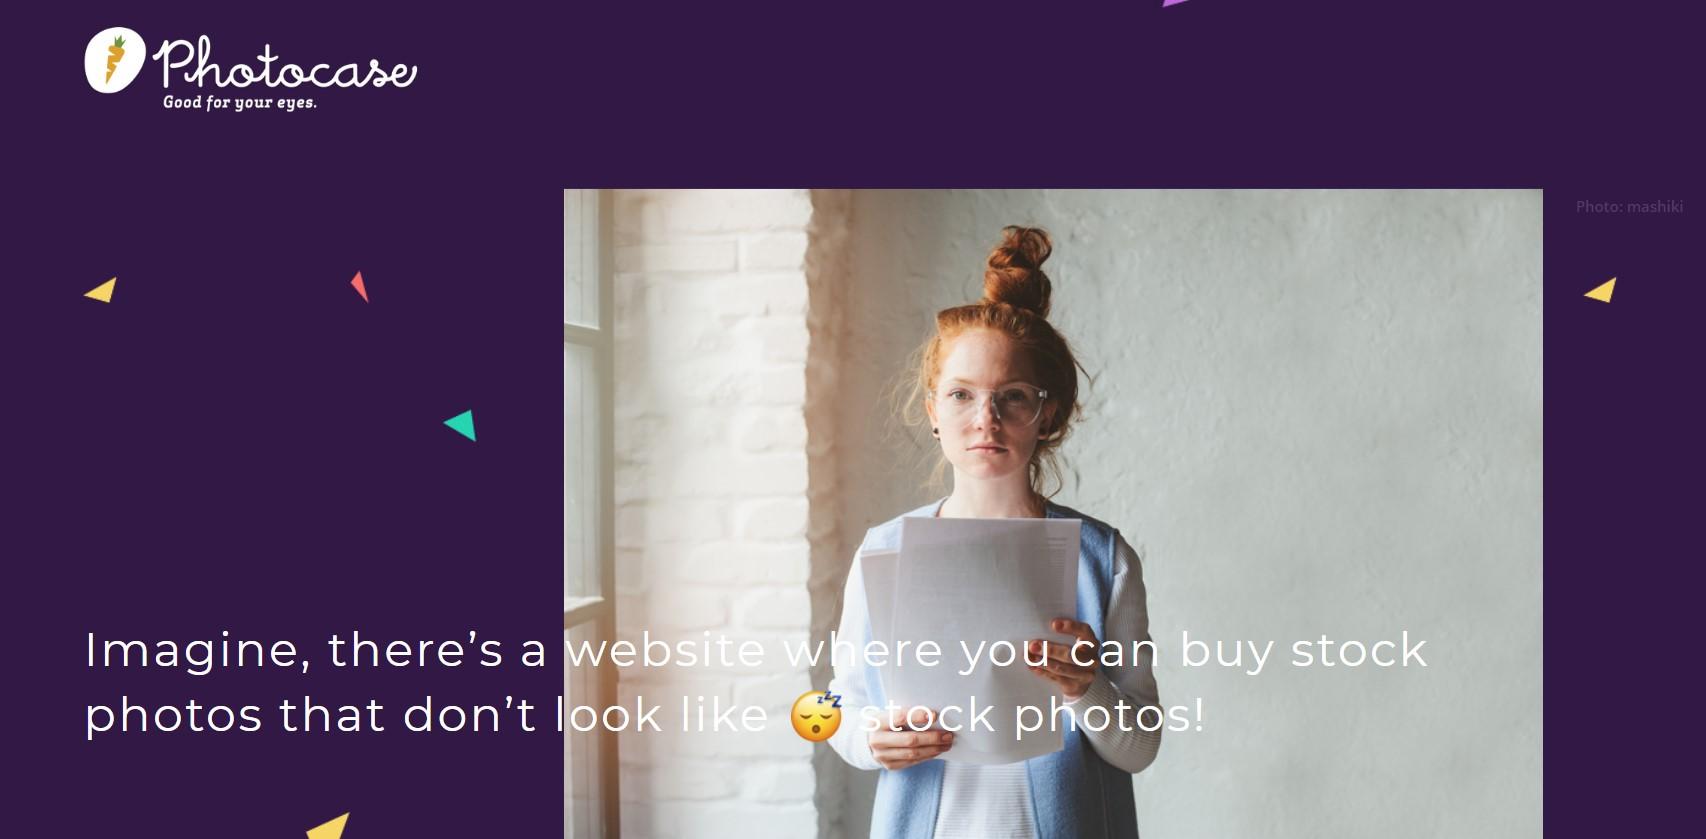 Photocase
Good for your eyes.
Photo: mashiki
Imagine, there’s a website where you can buy stock
photos that don’t look like 😴 stock photos!